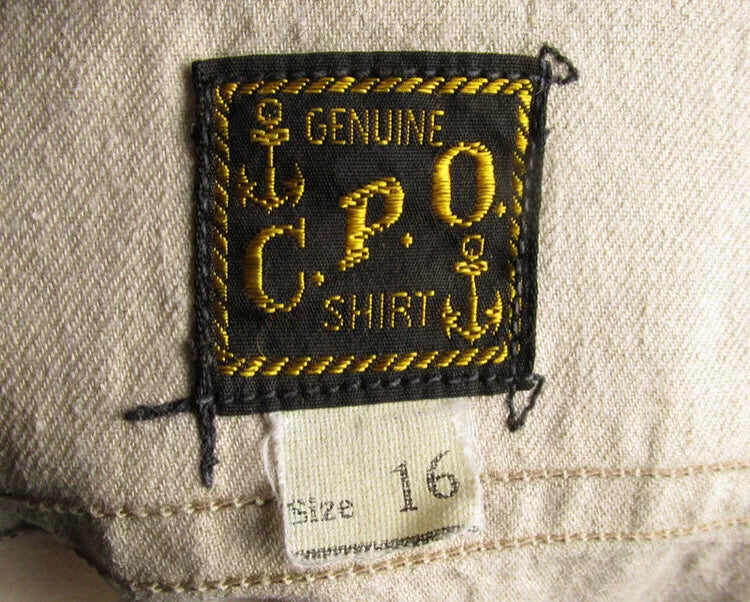 GENUINE
C.P.O.
SHIRT
Size 16